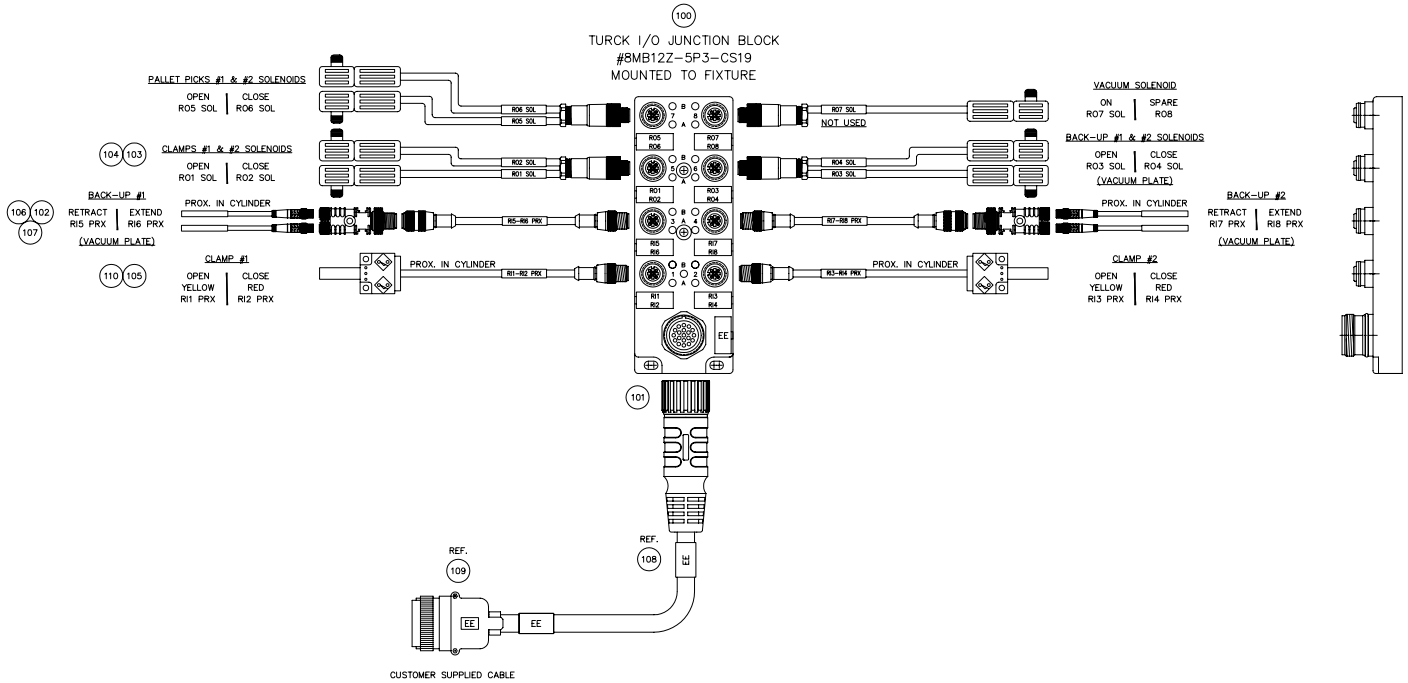 100
TURCK I/O JUNCTION BLOCK
#8MB12Z-5P3-CS19
MOUNTED TO FIXTURE
PALLET PICKS #1 & #2 SOLENOIDS
OPEN CLOSE
RO5 SOL RO6 SOL
RO6 SOL
RO5 SOL
104 103
CLAMPS #1 & #2 SOLENOIDS
OPEN CLOSE
RO1 SOL RO2 SOL
RO2 SOL
RO1 SOL
106 102
107
BACK-UP #1
RETRACT EXTEND
RI5 PRX RI6 PRX
(VACUUM PLATE)
PROX. IN CYLINDER
RI5-RI6 PRX
110 105
CLAMP #1
OPEN CLOSE
YELLOW RED
RI1 PRX RI2 PRX
PROX. IN CYLINDER
RI1-RI2 PRX
B
7 8
A
RO5 RO7
RO6 RO8
B
5 6
A
RO1 RO3
RO2 RO4
B
3 A 4
RI5 RI7
RI6 RI8
B
1 2
A
RI1 RI3
RI2 RI4
EE
RO7 SOL
NOT USED
VACUUM SOLENOID
ON SPARE
RO7 SOL RO8
RO4 SOL
RO3 SOL
BACK-UP #1 & #2 SOLENOIDS
OPEN CLOSE
RO3 SOL RO4 SOL
(VACUUM PLATE)
RI7-RI8 PRX
PROX. IN CYLINDER
BACK-UP #2
RETRACT EXTEND
RI7 PRX RI8 PRX
(VACUUM PLATE)
RI3-RI4 PRX
PROX. IN CYLINDER
CLAMP #2
OPEN CLOSE
YELLOW RED
RI3 PRX RI4 PRX
101
REF.
108
EE
REF.
109
EE
EE
CUSTOMER SUPPLIED CABLE